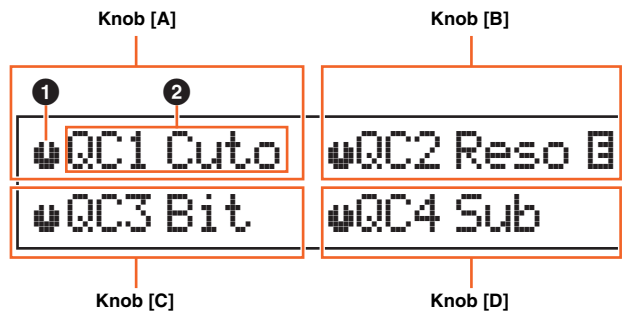 Knob [A] Knob [B]
1 2
QC1 Cuto QC2 Reso E
QC3 Bit QC4 Sub
Knob [C] Knob [D]